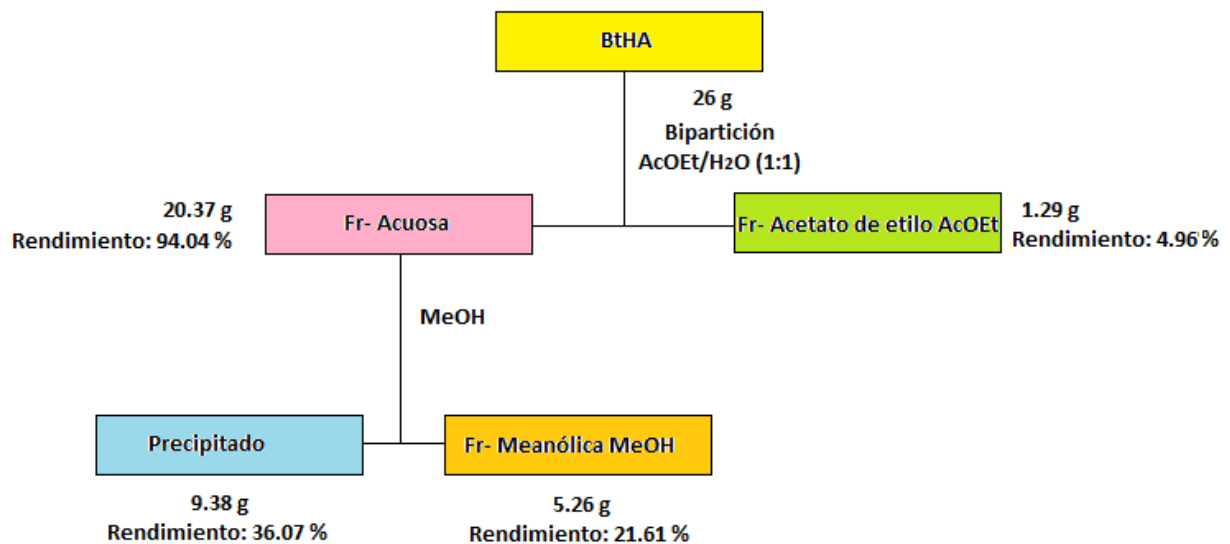 BtHA
26 g
Bipartición
AcOEt/H2O (1:1)
20.37 g
Rendimiento: 94.04 %
Fr- Acuosa
Fr- Acetato de etilo AcOEt
1.29 g
Rendimiento: 4.96 %
MeOH
Precipitado
Fr- Meanólica MeOH
9.38 g
Rendimiento: 36.07 %
5.26 g
Rendimiento: 21.61 %